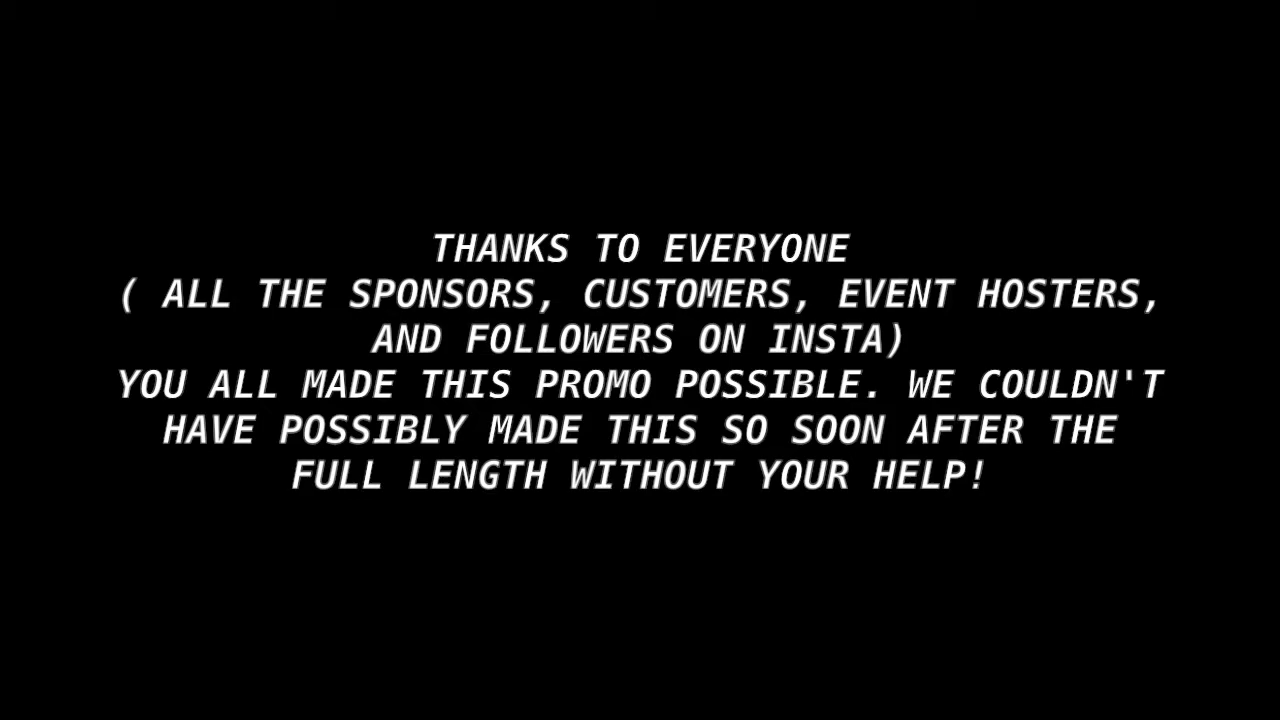 THANKS TO EVERYONE
( ALL THE SPONSORS, CUSTOMERS, EVENT HOSTERS,
AND FOLLOWERS ON INSTA)
YOU ALL MADE THIS PROMO POSSIBLE. WE COULDN'T
HAVE POSSIBLY MADE THIS SO SOON AFTER THE
FULL LENGTH WITHOUT YOUR HELP!